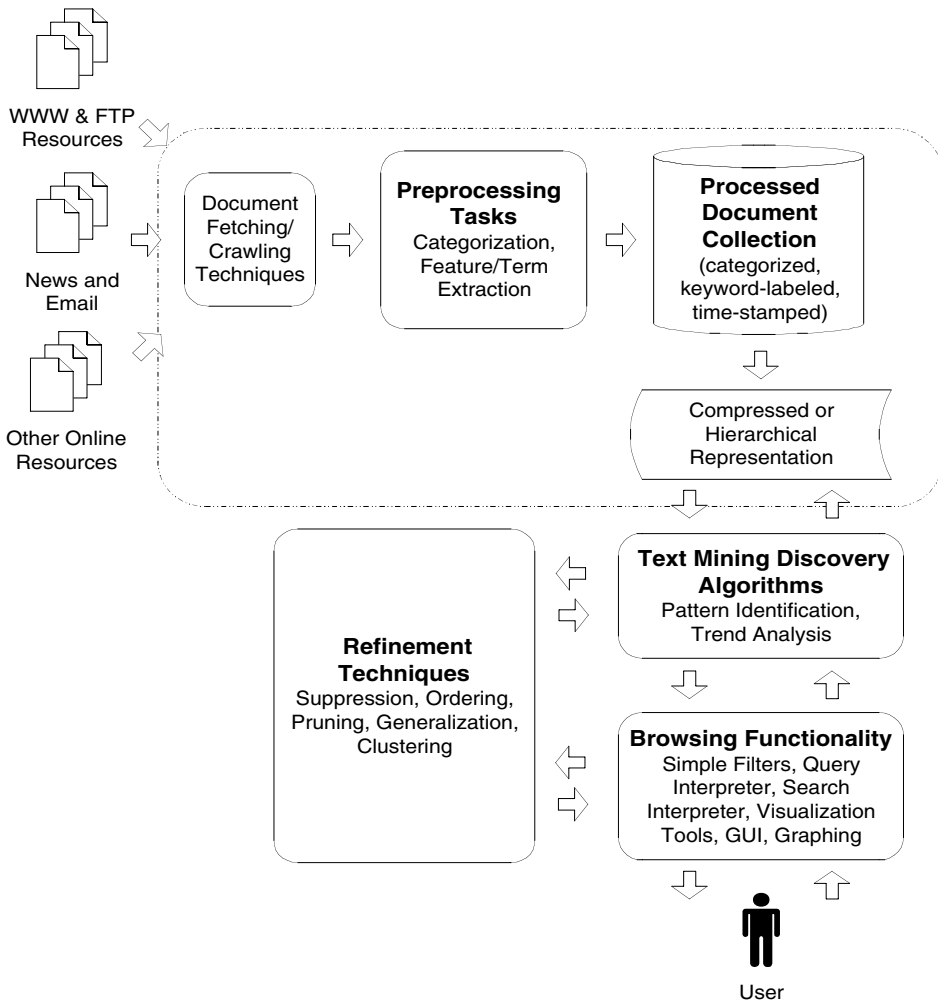 WWW & FTP
Resources
News and
Email
Other Online
Resources
Document
Fetching/
Crawling
Techniques
Preprocessing
Tasks
Categorization,
Feature/Term
Extraction
Processed
Document
Collection
(categorized,
keyword-labeled,
time-stamped)
Compressed or
Hierarchical
Representation
Text Mining Discovery
Algorithms
Pattern Identification,
Trend Analysis
Refinement
Techniques
Suppression, Ordering,
Pruning, Generalization,
Clustering
Browsing Functionality
Simple Filters, Query
Interpreter, Search
Interpreter, Visualization
Tools, GUI, Graphing
User